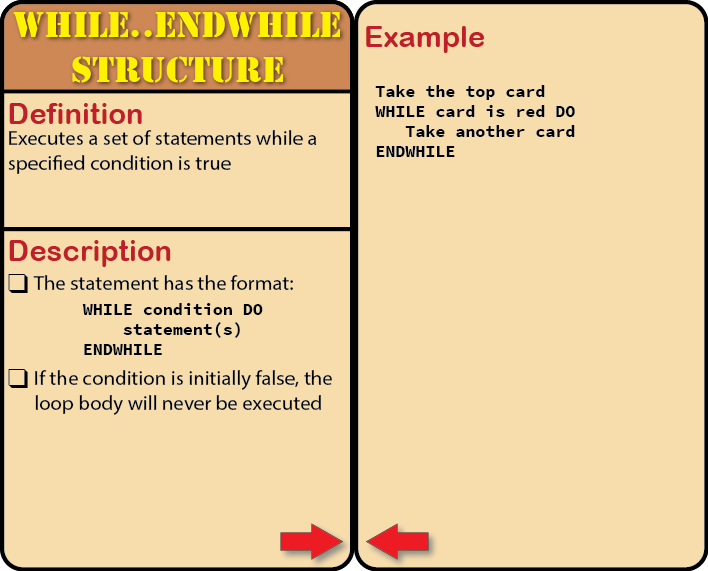 WHILE..ENDWHILE
STRUCTURE
Definition
Executes a set of statements while a
specified condition is true
Description
❏ The statement has the format:
WHILE condition DO
    statement(s)
ENDWHILE
❏ If the condition is initially false, the
loop body will never be executed
Example
Take the top card
WHILE card is red DO
   Take another card
ENDWHILE